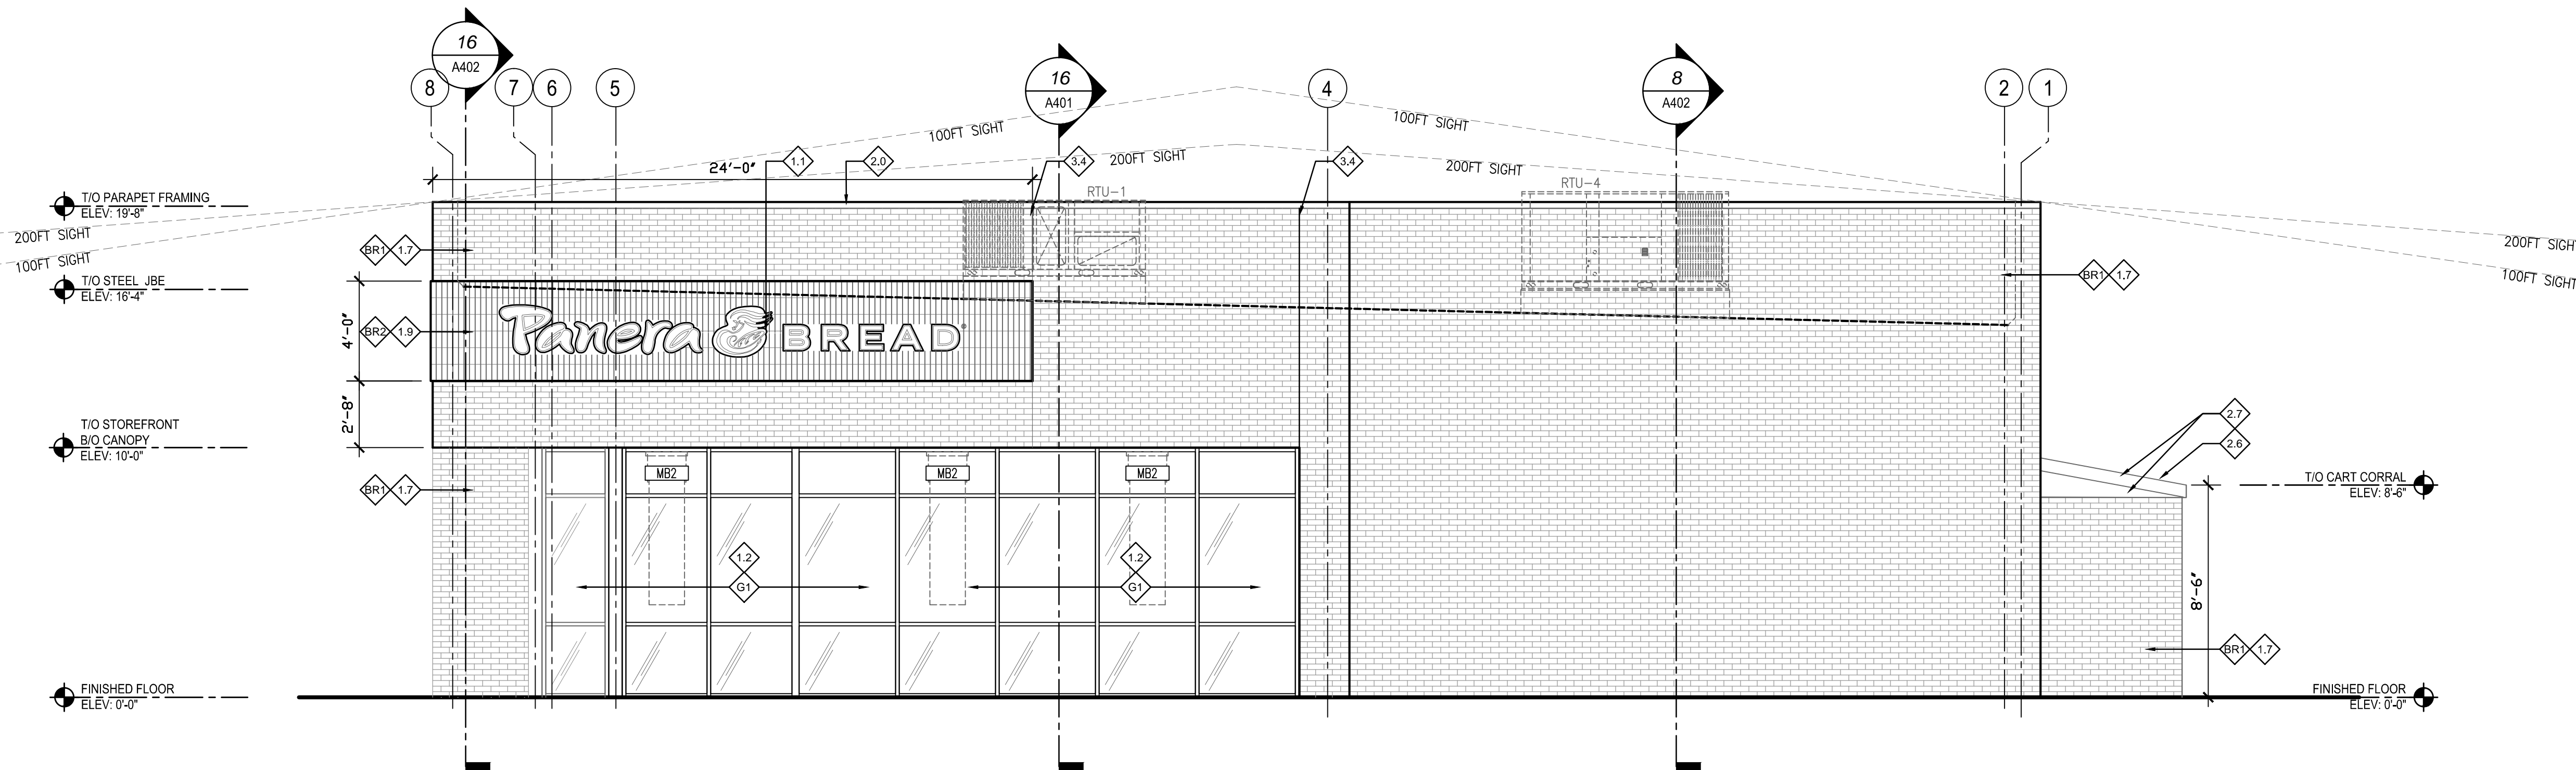 16
A402
16
A401
8
A402
8
7
6
5
4
2
1
100FT SIGHT
100FT SIGHT
200FT SIGHT
200FT SIGHT
24'-0"
1.1
2.0
3.4
3.4
RTU-1
RTU-4
T/O PARAPET FRAMING
ELEV: 19'-8"
200FT SIGHT
100FT SIGHT
200FT SIGHT
100FT SIGHT
BR1 1.7
BR1 1.7
T/O STEEL JBE
ELEV: 16'-4"
4'-0"
BR2 1.9
Panera BREAD®
2'-8"
T/O STOREFRONT
B/O CANOPY
ELEV: 10'-0"
2.7
2.6
MB2
MB2
MB2
T/O CART CORRAL
ELEV: 8'-6"
BR1 1.7
1.2
G1
1.2
G1
8'-6"
BR1 1.7
FINISHED FLOOR
ELEV: 0'-0"
FINISHED FLOOR
ELEV: 0'-0"